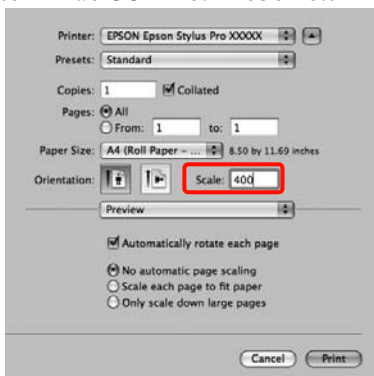 Printer: EPSON Epson Stylus Pro XXXXX
Presets: Standard
Copies: 1 Collated
Pages: All
From: 1 to: 1
Paper Size: A4 (Roll Paper – ... 8.50 by 11.69 inches
Orientation: Scale: 400
Preview
Automatically rotate each page
No automatic page scaling
Scale each page to fit paper
Only scale down large pages
Cancel Print